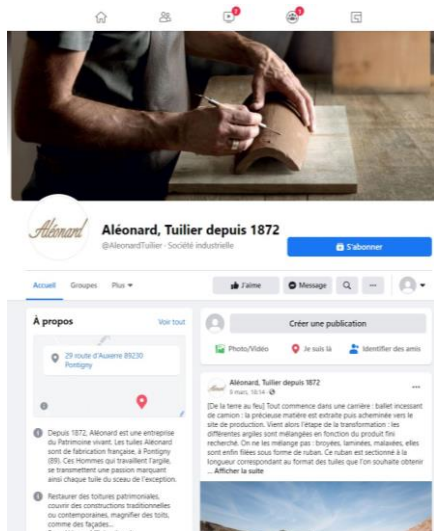 Aléonard
Aléonard, Tuilier depuis 1872
@AleonardTuilier · Société industrielle
S'abonner
Accueil Groupes Plus
J'aime Message
À propos Voir tout
29 route d'Auxerre 89230
Pontigny
Depuis 1872, Aléonard est une entreprise
du Patrimoine vivant. Les tuiles Aléonard
sont de fabrication française, à Pontigny
(89). Ces Hommes qui travaillent l'argile,
se transmettent une passion marquant
ainsi chaque tuile du sceau de l'exception.
Restaurer des toitures patrimoniales,
couvrir des constructions traditionnelles
ou contemporaines, magnifier des toits,
comme des façades...
Créer une publication
Photo/Vidéo Je suis là Identifier des amis
Aléonard
Aléonard, Tuilier depuis 1872
9 mars, 18:14
[De la terre au feu] Tout commence dans une carrière : ballet incessant
de camion : la précieuse matière est extraite puis acheminée vers le
site de production. Vient alors l'étape de la transformation : les
différentes argiles sont mélangées en fonction du produit fini
recherché. On ne les mélange pas : broyées, laminées, malaxées, elles
sont enfin filées sous forme de ruban. Ce ruban est sectionné à la
longueur correspondant au format des tuiles que l'on souhaite obtenir
... Afficher la suite